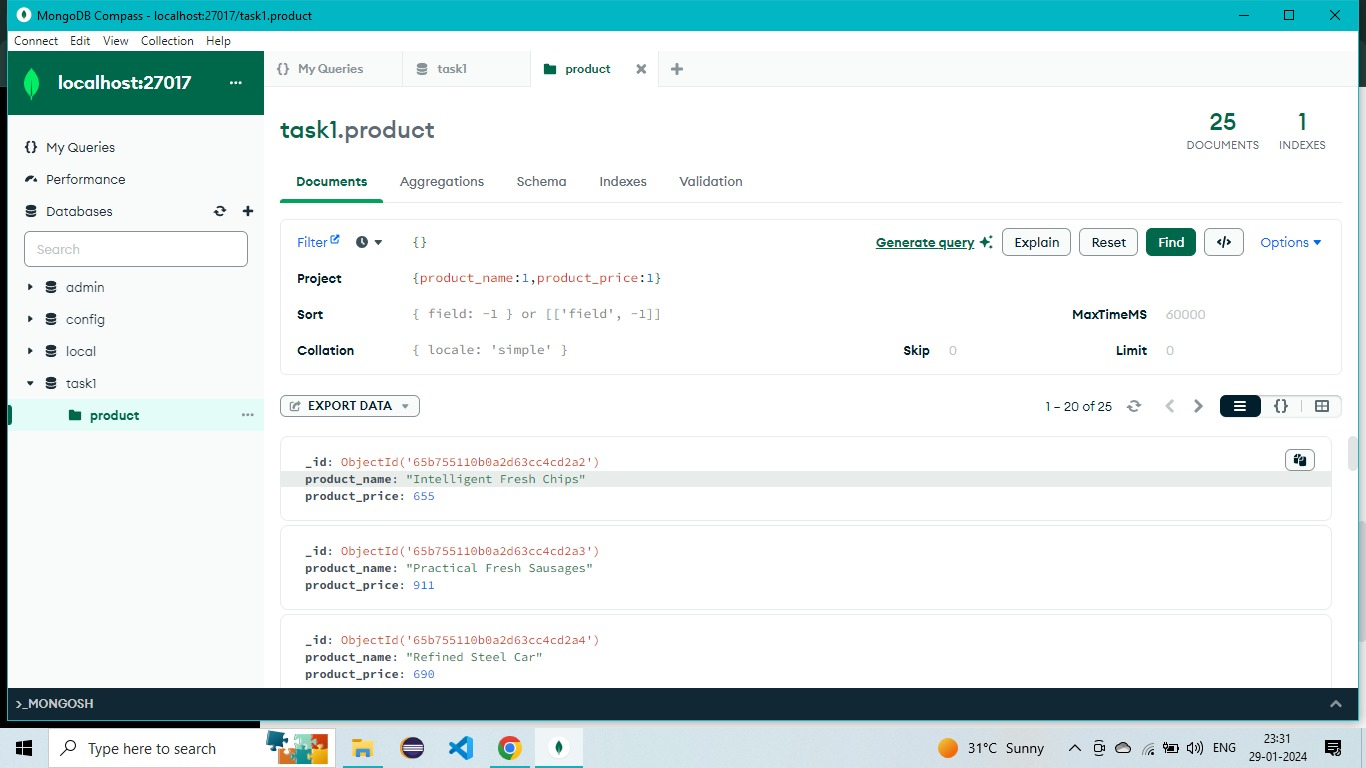 MongoDB Compass - localhost:27017/task1.product
Connect Edit View Collection Help
localhost:27017 ...
{} My Queries
task1
product
My Queries
Performance
Databases
Search
admin
config
local
task1
product ...
task1.product
25
DOCUMENTS
1
INDEXES
Documents Aggregations Schema Indexes Validation
Filter {} Generate query Explain Reset Find </> Options
Project {product_name:1,product_price:1}
Sort { field: -1 } or [['field', -1]] MaxTimeMS 60000
Collation { locale: 'simple' } Skip 0 Limit 0
EXPORT DATA 1 – 20 of 25 {}
_id: ObjectId('65b755110b0a2d63cc4cd2a2')
product_name: "Intelligent Fresh Chips"
product_price: 655
_id: ObjectId('65b755110b0a2d63cc4cd2a3')
product_name: "Practical Fresh Sausages"
product_price: 911
_id: ObjectId('65b755110b0a2d63cc4cd2a4')
product_name: "Refined Steel Car"
product_price: 690
>_MONGOSH
Type here to search
31°C Sunny
ENG
23:31
29-01-2024